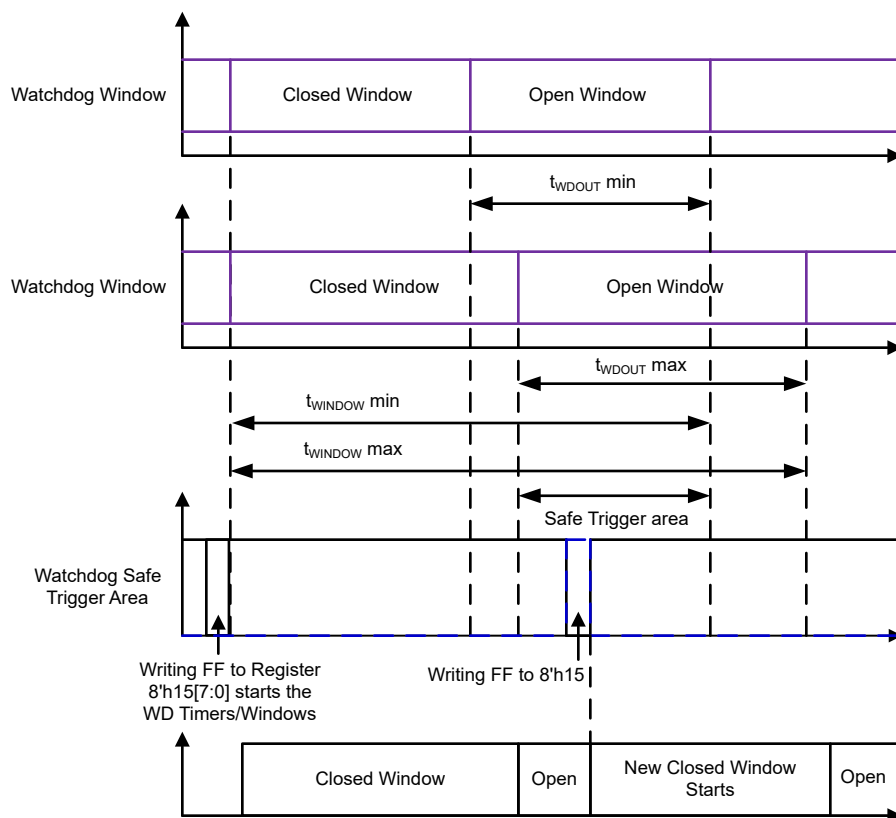 Watchdog Window
Closed Window
Open Window
tWDOUT min
Watchdog Window
Closed Window
Open Window
tWDOUT max
tWINDOW min
tWINDOW max
Safe Trigger area
Watchdog Safe
Trigger Area
Writing FF to Register
8'h15[7:0] starts the
WD Timers/Windows
Writing FF to 8'h15
Closed Window
Open
New Closed Window
Starts
Open